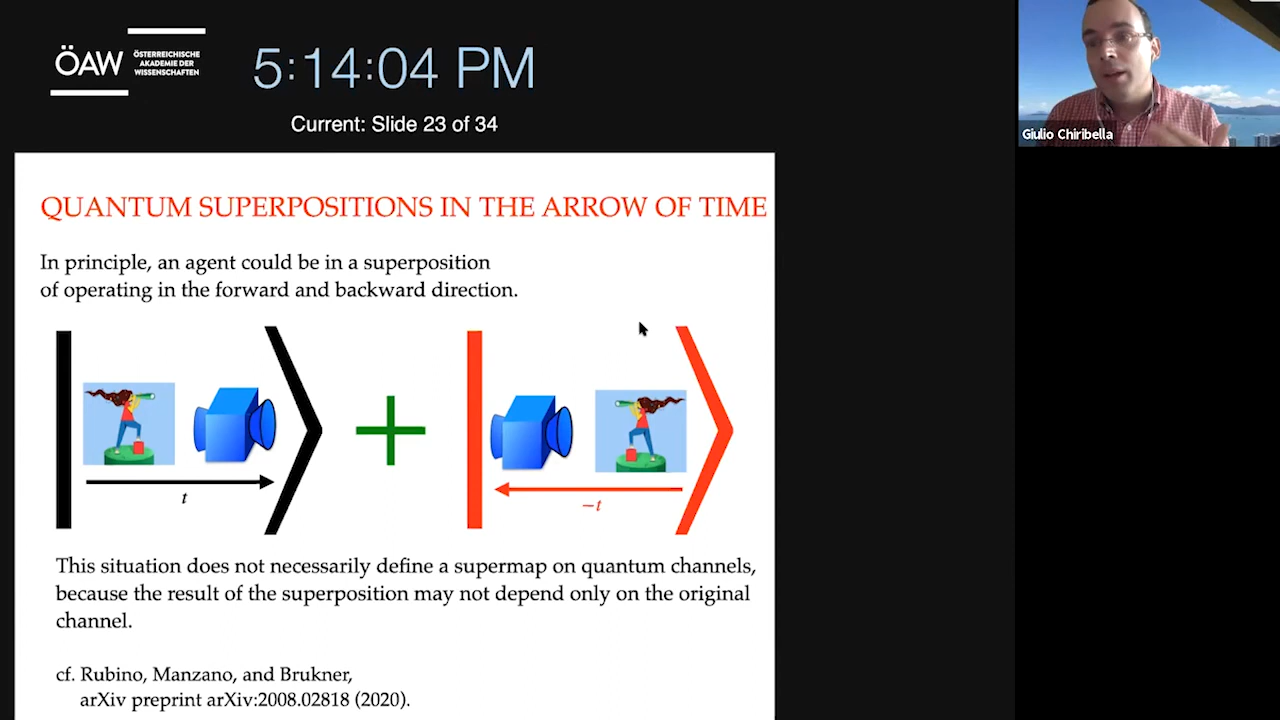 ÖAW
ÖSTERREICHISCHE
AKADEMIE DER
WISSENSCHAFTEN
5:14:04 PM
Current: Slide 23 of 34
Giulio Chiribella
QUANTUM SUPERPOSITIONS IN THE ARROW OF TIME
In principle, an agent could be in a superposition
of operating in the forward and backward direction.
+
t
−t
This situation does not necessarily define a supermap on quantum channels,
because the result of the superposition may not depend only on the original
channel.
cf. Rubino, Manzano, and Brukner,
arXiv preprint arXiv:2008.02818 (2020).